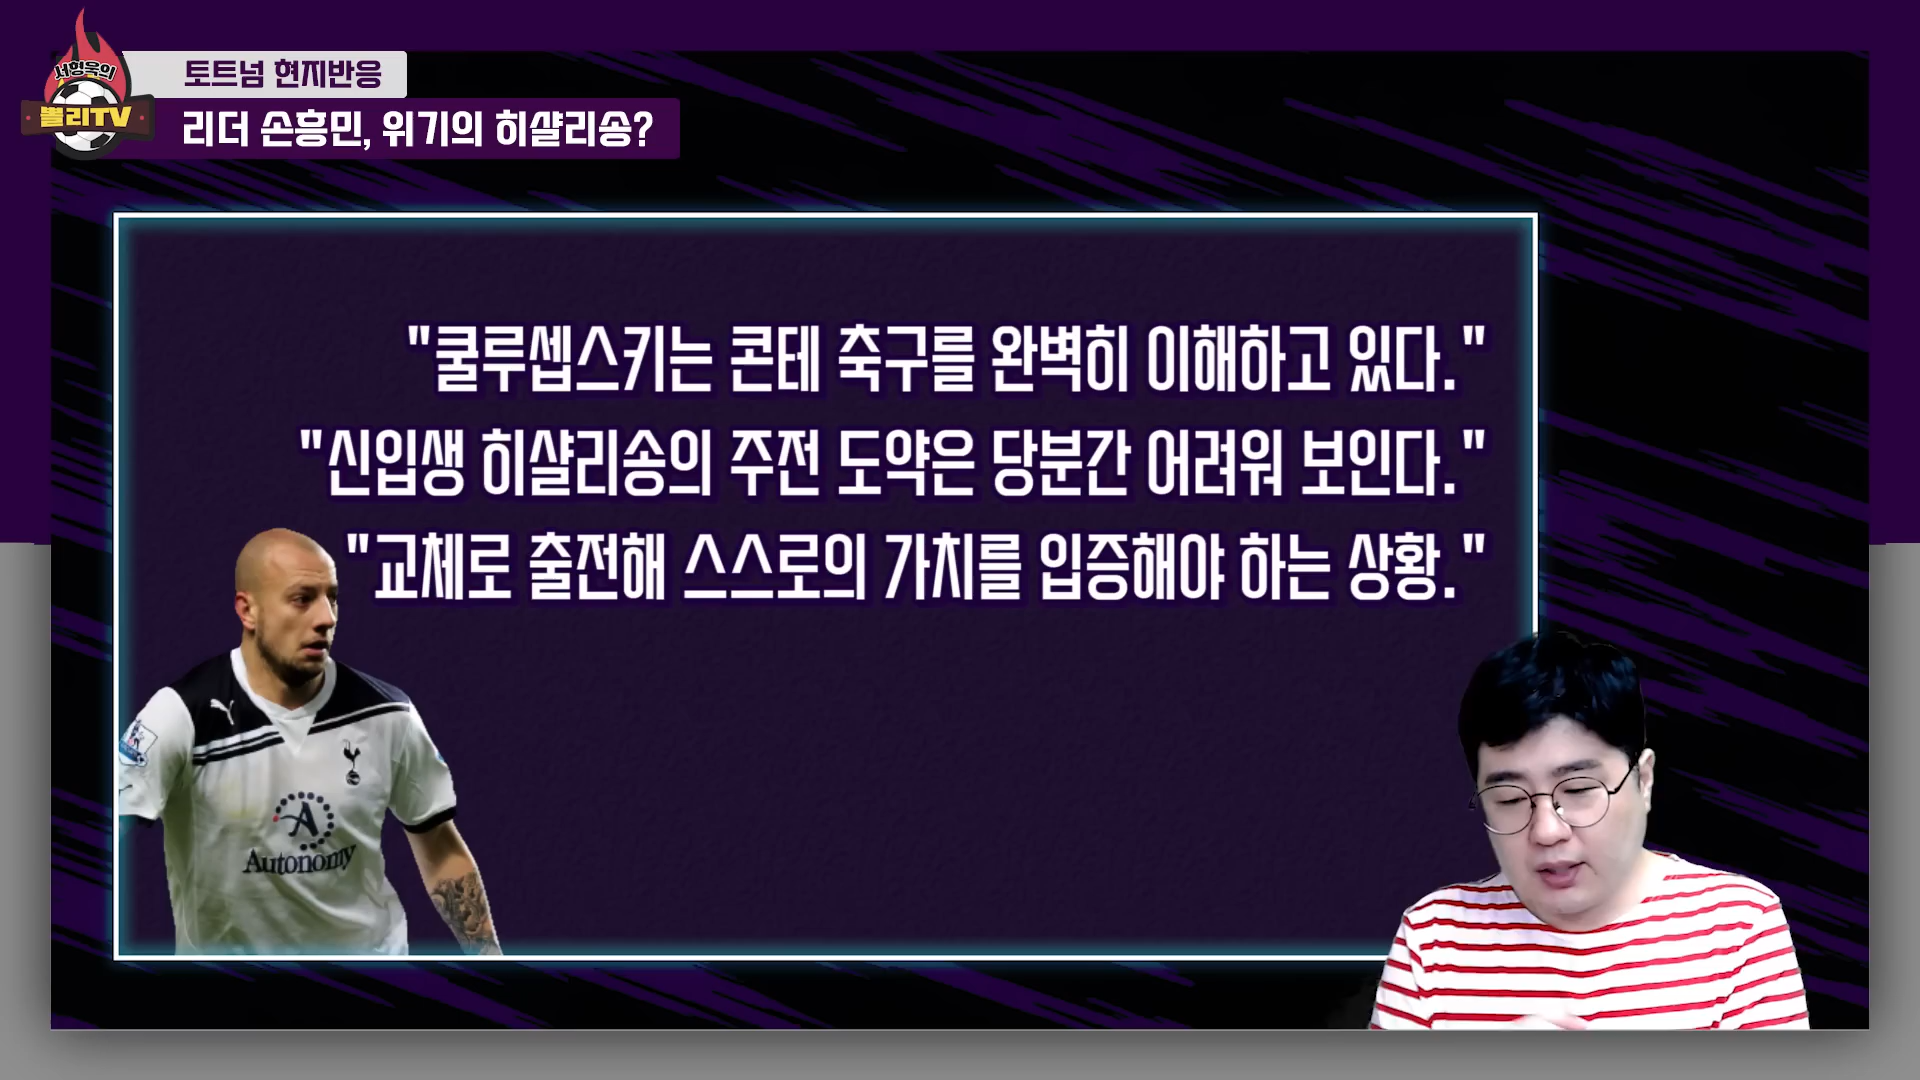 서형욱의
뽈리TV
토트넘 현지반응
리더 손흥민, 위기의 히샬리송?
"쿨루셉스키는 콘테 축구를 완벽히 이해하고 있다."
"신입생 히샬리송의 주전 도약은 당분간 어려워 보인다."
"교체로 출전해 스스로의 가치를 입증해야 하는 상황."
Autonomy